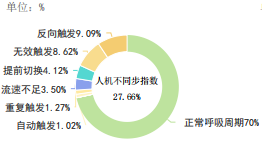 单位：%
反向触发9.09%
无效触发8.62%
提前切换4.12%
流速不足3.50%
重复触发1.27%
自动触发1.02%
人机不同步指数
27.66%
正常呼吸周期70%